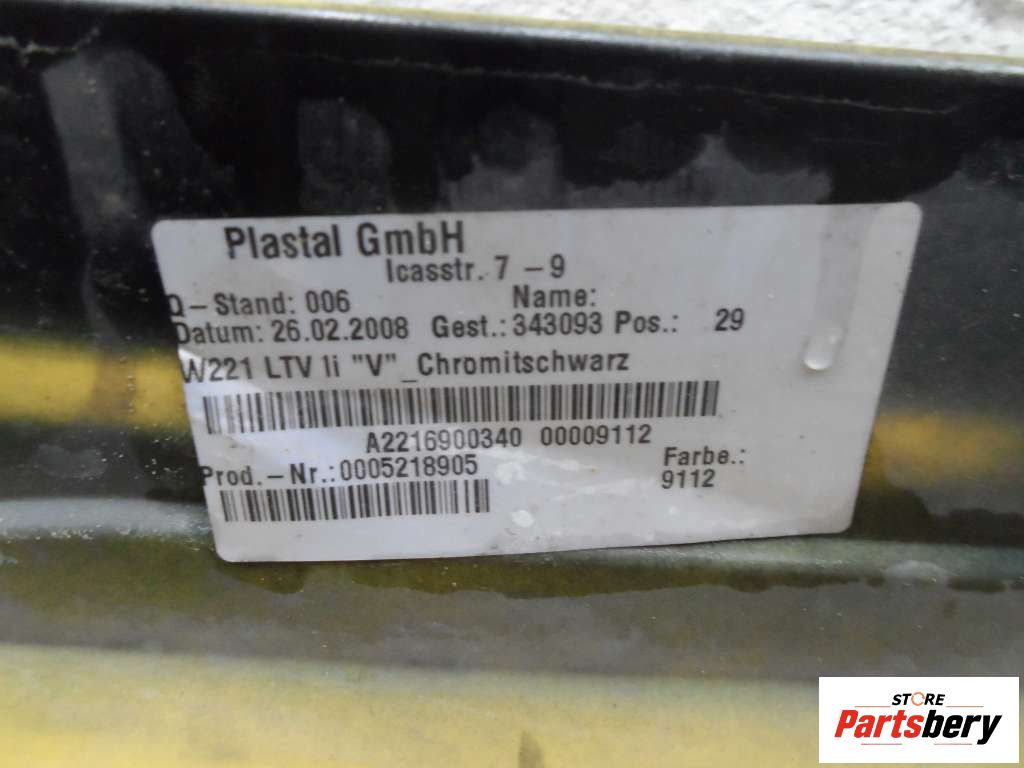 Plastal GmbH
Icasstr. 7 - 9
Q-Stand: 006 Name:
Datum: 26.02.2008 Gest.: 343093 Pos.: 29
W221 LTV li "V"_Chromitschwarz
A2216900340 00009112
Prod.-Nr.:0005218905 Farbe.:
9112
STORE
Partsbery